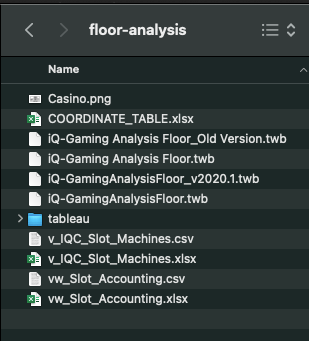 floor-analysis
Name
Casino.png
COORDINATE_TABLE.xlsx
iQ-Gaming Analysis Floor_Old Version.twb
iQ-Gaming Analysis Floor.twb
iQ-GamingAnalysisFloor_v2020.1.twb
iQ-GamingAnalysisFloor.twb
tableau
v_IQC_Slot_Machines.csv
v_IQC_Slot_Machines.xlsx
vw_Slot_Accounting.csv
vw_Slot_Accounting.xlsx